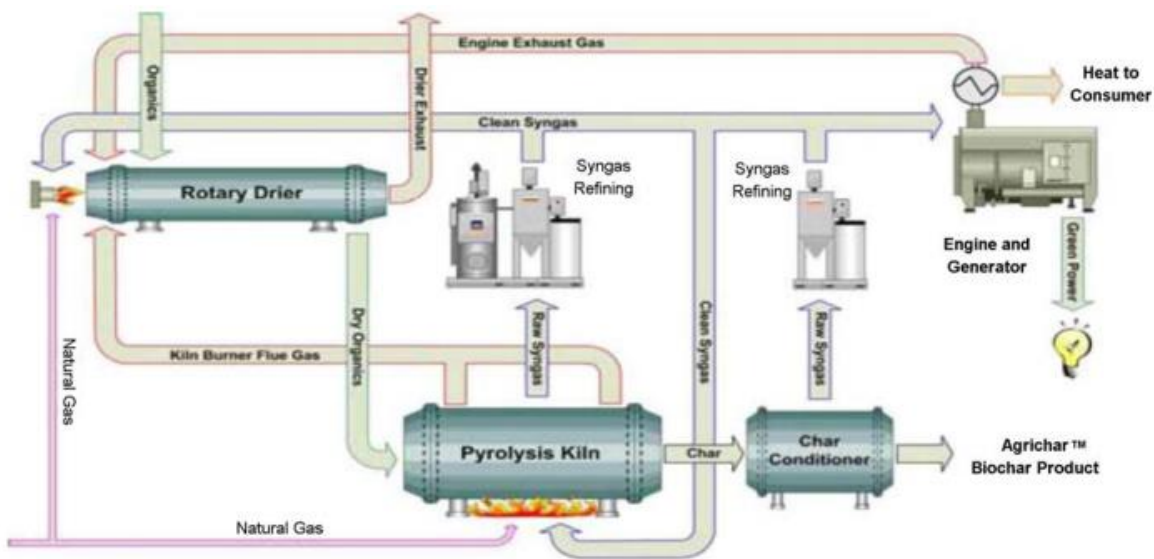 Engine Exhaust Gas
Organics
Drier Exhaust
Heat to
Consumer
Clean Syngas
Syngas
Refining
Syngas
Refining
Rotary Drier
Engine and
Generator
Green Power
Dry Organics
Raw Syngas
Clean Syngas
Raw Syngas
Kiln Burner Flue Gas
Natural Gas
Pyrolysis Kiln
Char
Char
Conditioner
Agrichar™
Biochar Product
Natural Gas